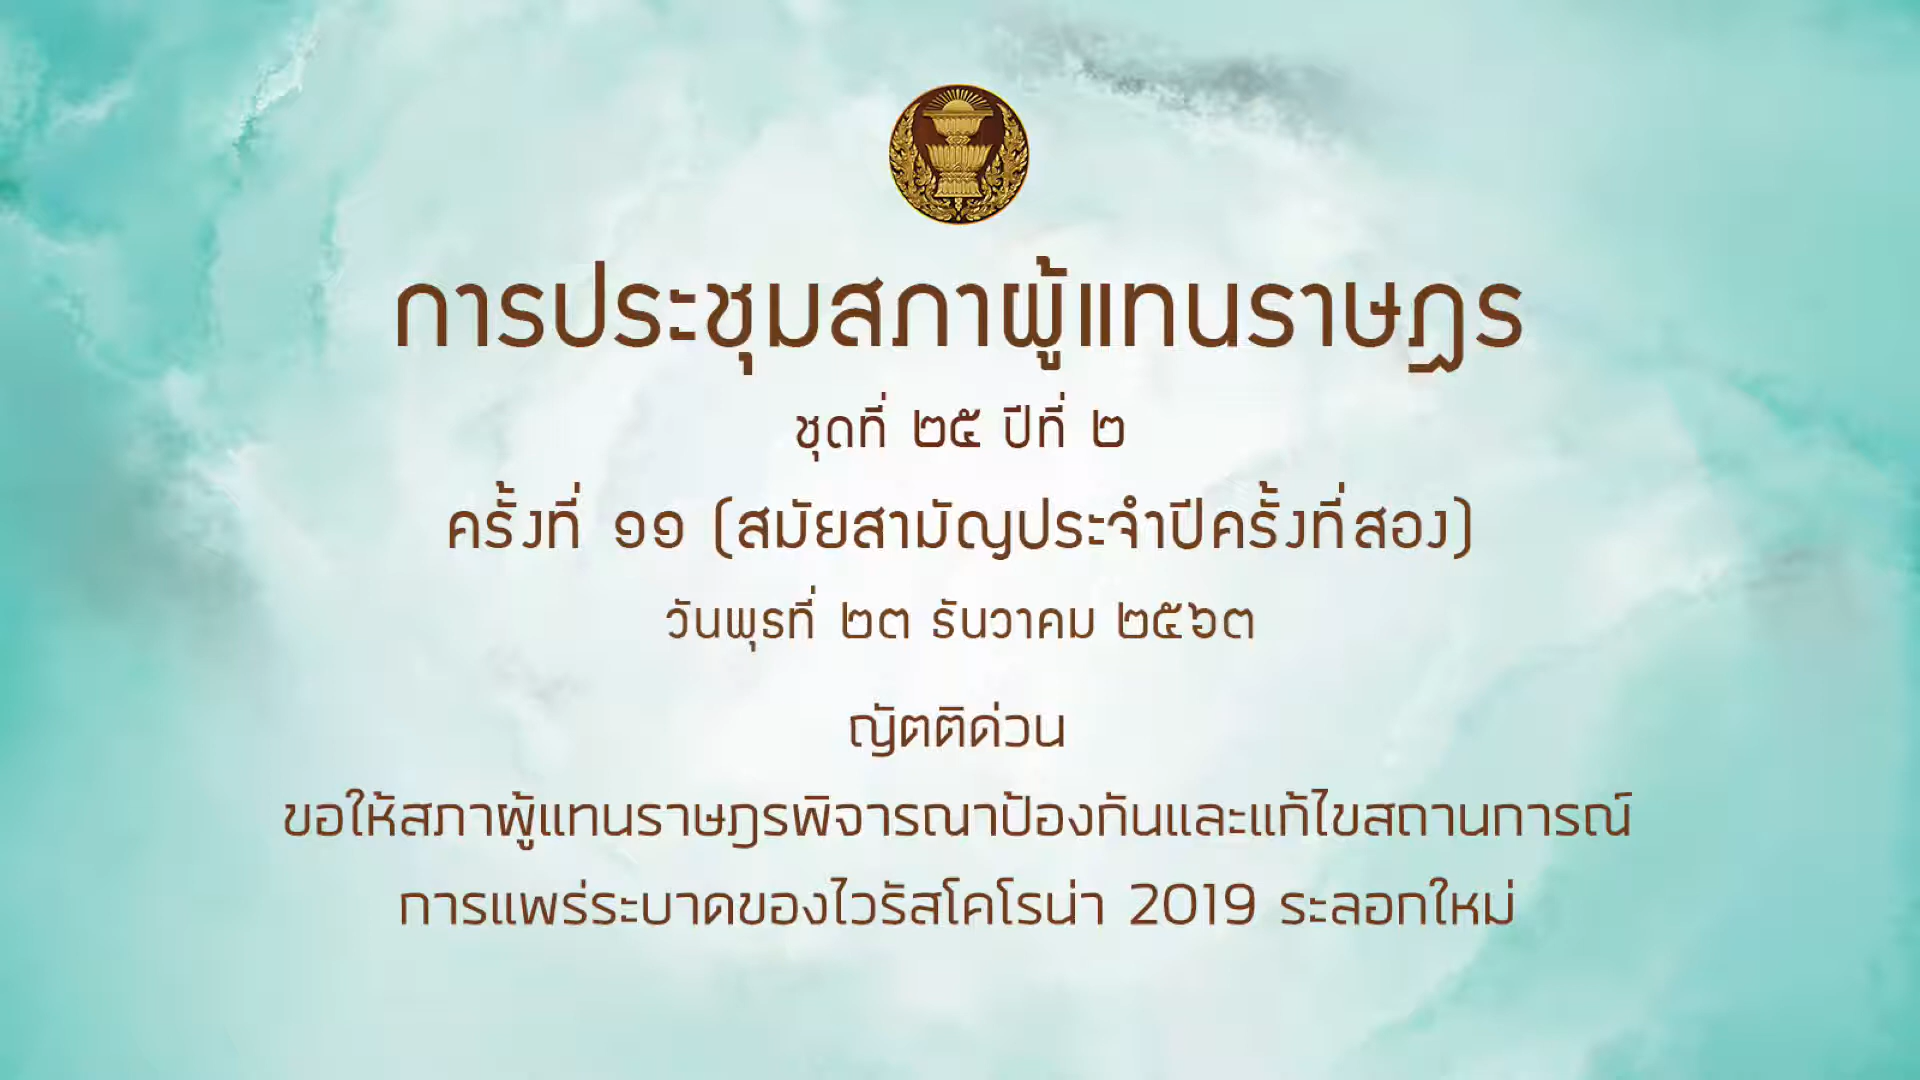 การประชุมสภาผู้แทนราษฎร
ชุดที่ ๒๕ ปีที่ ๒
ครั้งที่ ๑๑ (สมัยสามัญประจำปีครั้งที่สอง)
วันพุธที่ ๒๓ ธันวาคม ๒๕๖๓
ญัตติด่วน
ขอให้สภาผู้แทนราษฎรพิจารณาป้องกันและแก้ไขสถานการณ์
การแพร่ระบาดของไวรัสโคโรน่า 2019 ระลอกใหม่